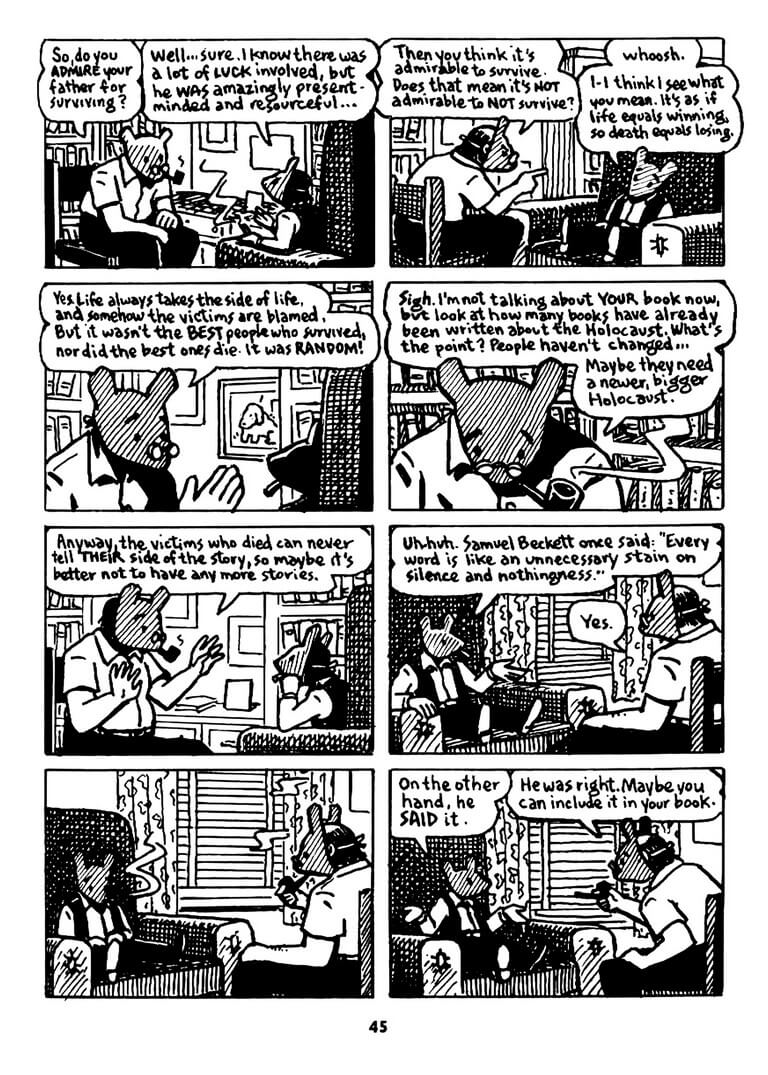 So, do you
ADMIRE your
father for
surviving?
Well... sure. I know there was
a lot of LUCK involved, but
he WAS amazingly present-
minded and resourceful...
Then you think it's
admirable to survive.
Does that mean it's NOT
admirable to NOT survive?
whoosh.
I-I think I see what
you mean. It's as if
life equals winning,
so death equals losing.
Yes. Life always takes the side of life,
and somehow the victims are blamed.
But it wasn't the BEST people who survived,
nor did the best ones die. It was RANDOM!
Sigh. I'm not talking about YOUR book now,
but look at how many books have already
been written about the Holocaust. What's
the point? People haven't changed...
Maybe they need
a newer, bigger
Holocaust.
Anyway, the victims who died can never
tell THEIR side of the story, so maybe it's
better not to have any more stories.
Uh-huh. Samuel Beckett once said: "Every
word is like an unnecessary stain on
silence and nothingness."
Yes.
On the other
hand, he
SAID it.
He was right. Maybe you
can include it in your book.
45